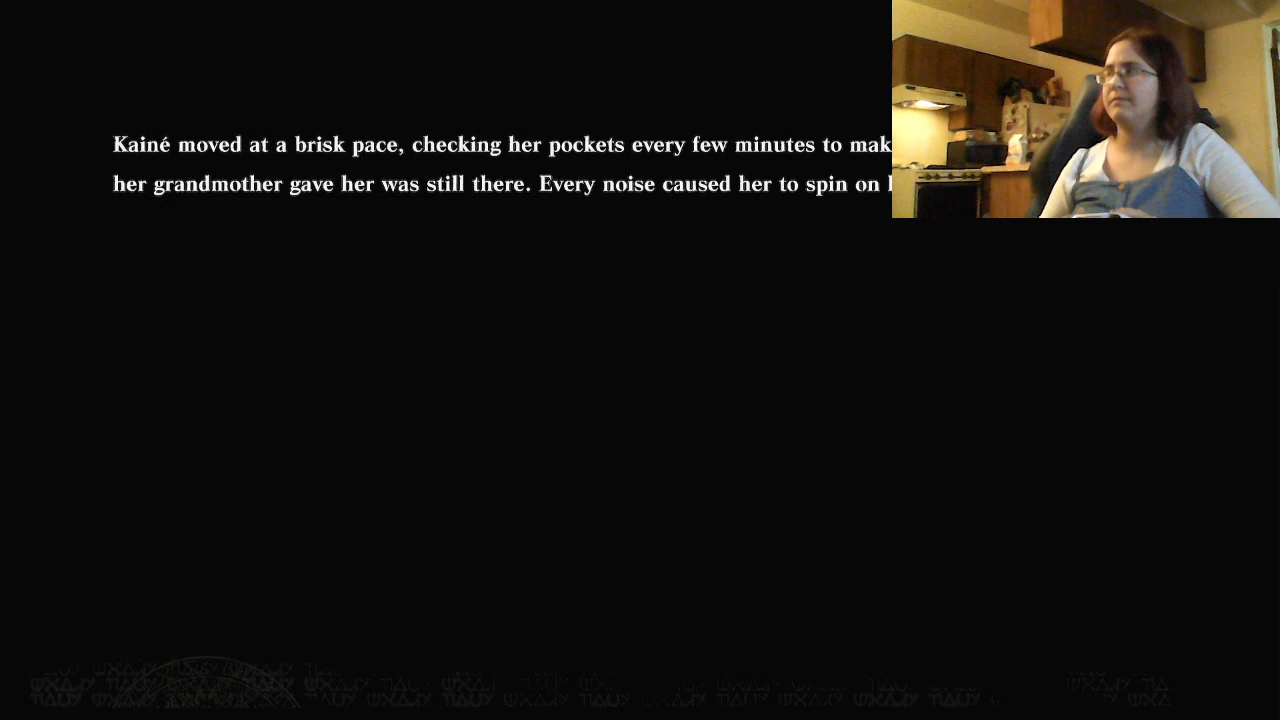 Kainé moved at a brisk pace, checking her pockets every few minutes to
her grandmother gave her was still there. Every noise caused her to spin on